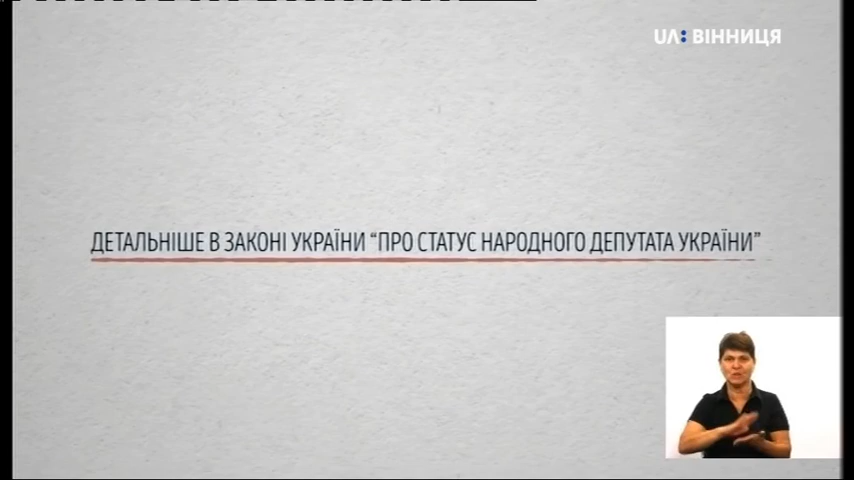 UA: ВІННИЦЯ
ДЕТАЛЬНІШЕ В ЗАКОНІ УКРАЇНИ “ПРО СТАТУС НАРОДНОГО ДЕПУТАТА УКРАЇНИ”